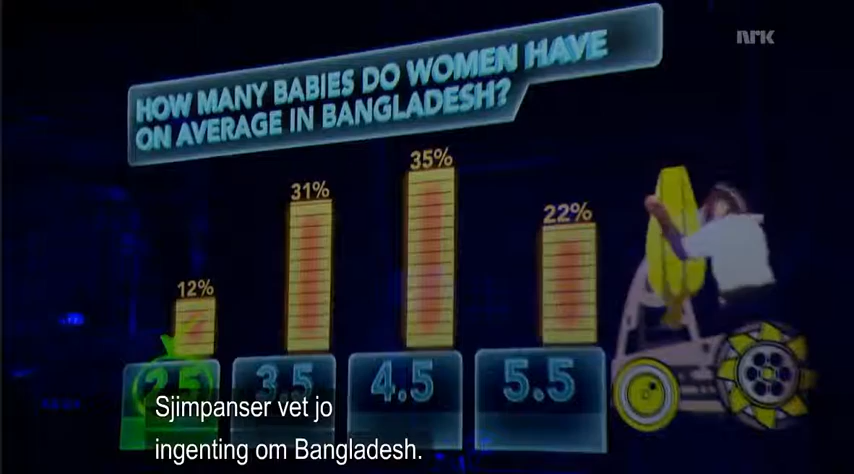 nrk
HOW MANY BABIES DO WOMEN HAVE
ON AVERAGE IN BANGLADESH?
35%
31%
22%
12%
2.5 3.5 4.5 5.5
Sjimpanser vet jo
ingenting om Bangladesh.